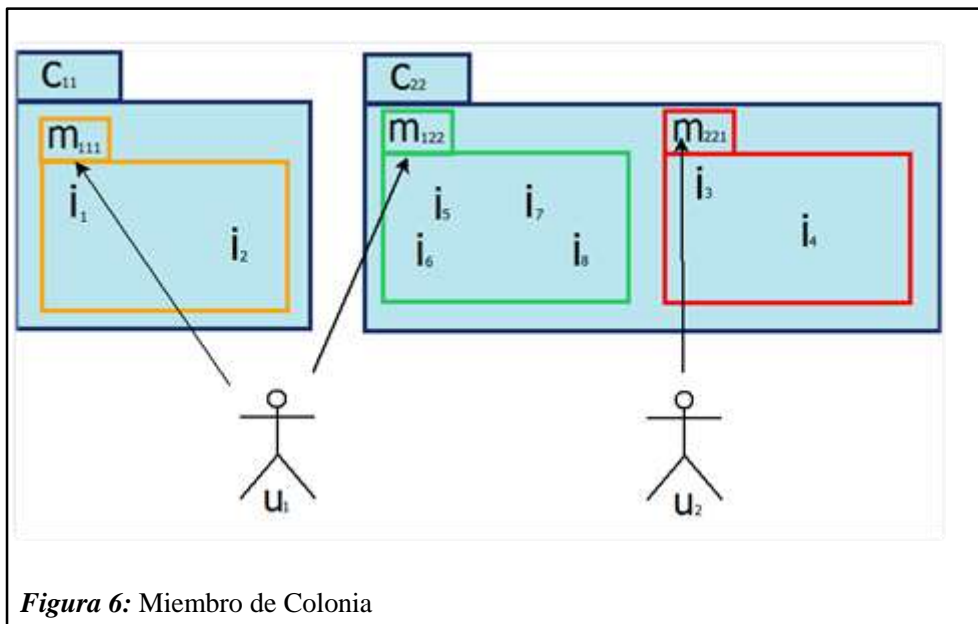 C11
C22
m111
m122
m221
i1
i2
i5
i7
i6
i8
i3
i4
u1
u2
Figura 6: Miembro de Colonia